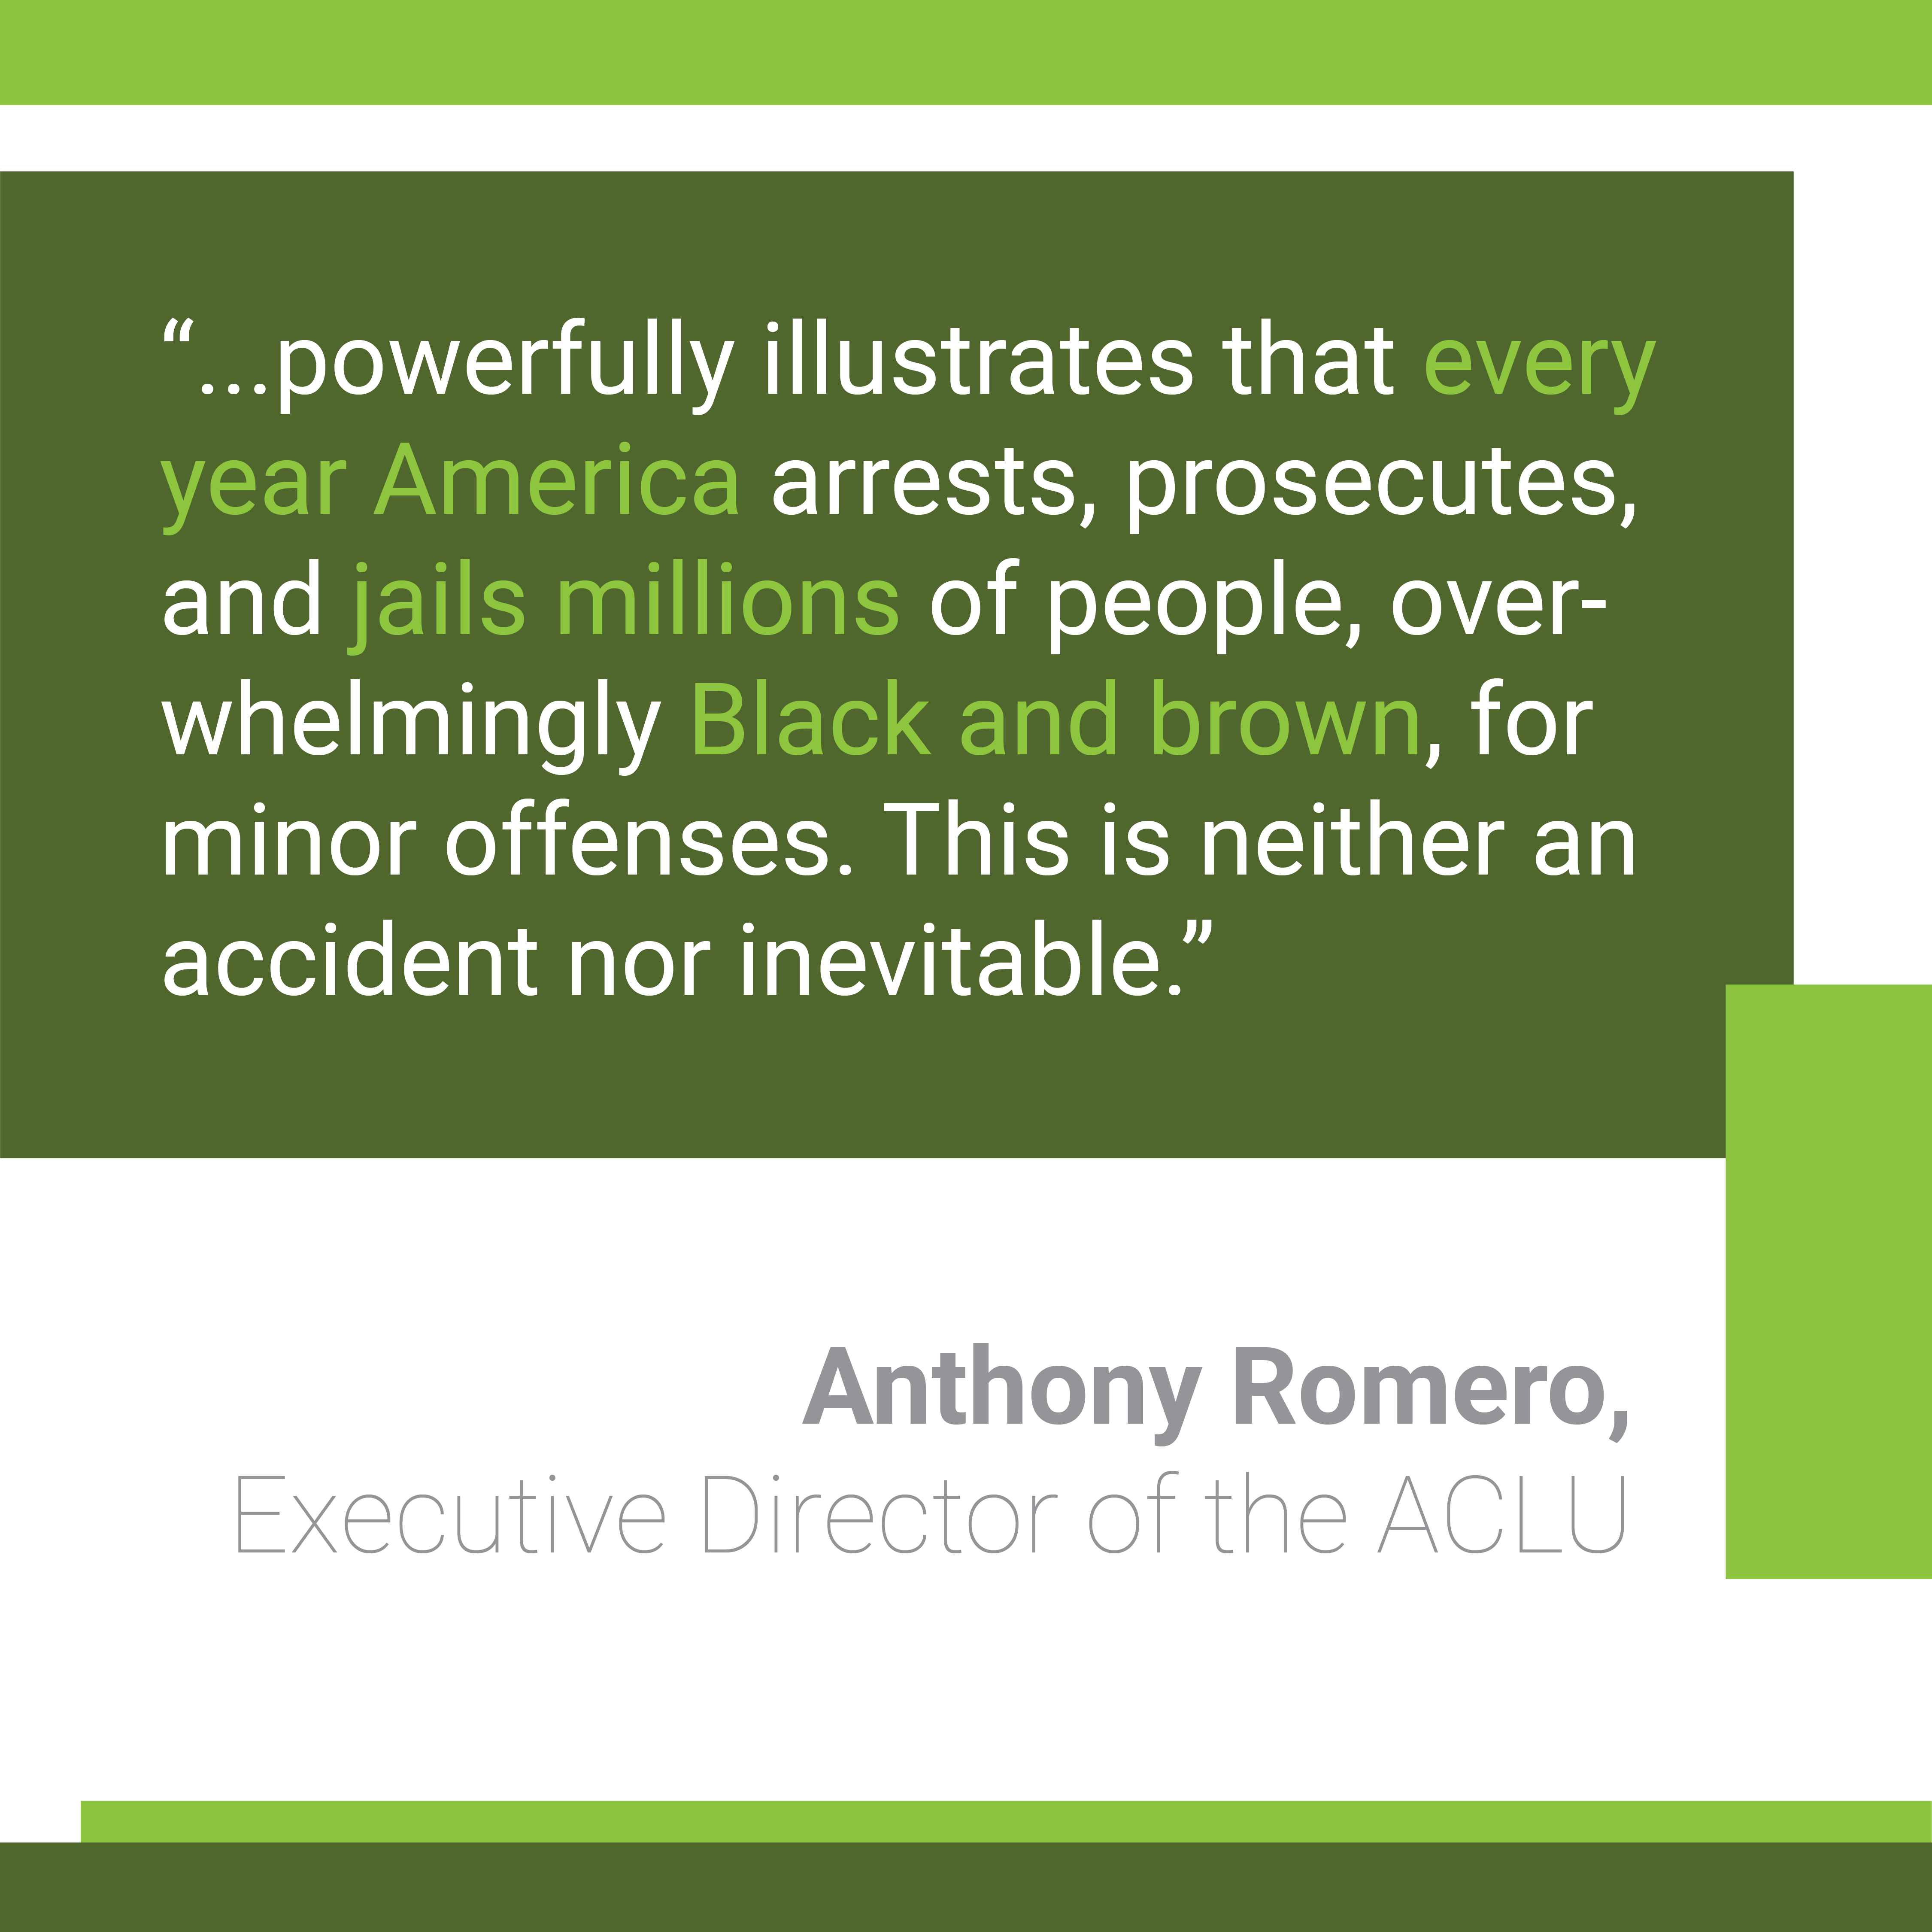 “…powerfully illustrates that every
year America arrests, prosecutes,
and jails millions of people, over-
whelmingly Black and brown, for
minor offenses. This is neither an
accident nor inevitable.”
Anthony Romero,
Executive Director of the ACLU